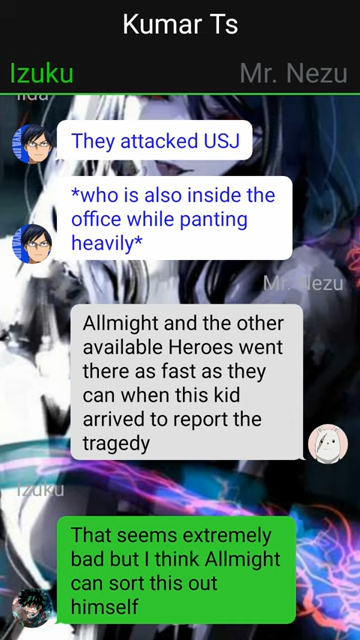 Kumar Ts
Izuku Mr. Nezu
Iida
They attacked USJ
*who is also inside the
office while panting
heavily*
Mr. Nezu
Allmight and the other
available Heroes went
there as fast as they
can when this kid
arrived to report the
tragedy
Izuku
That seems extremely
bad but I think Allmight
can sort this out
himself